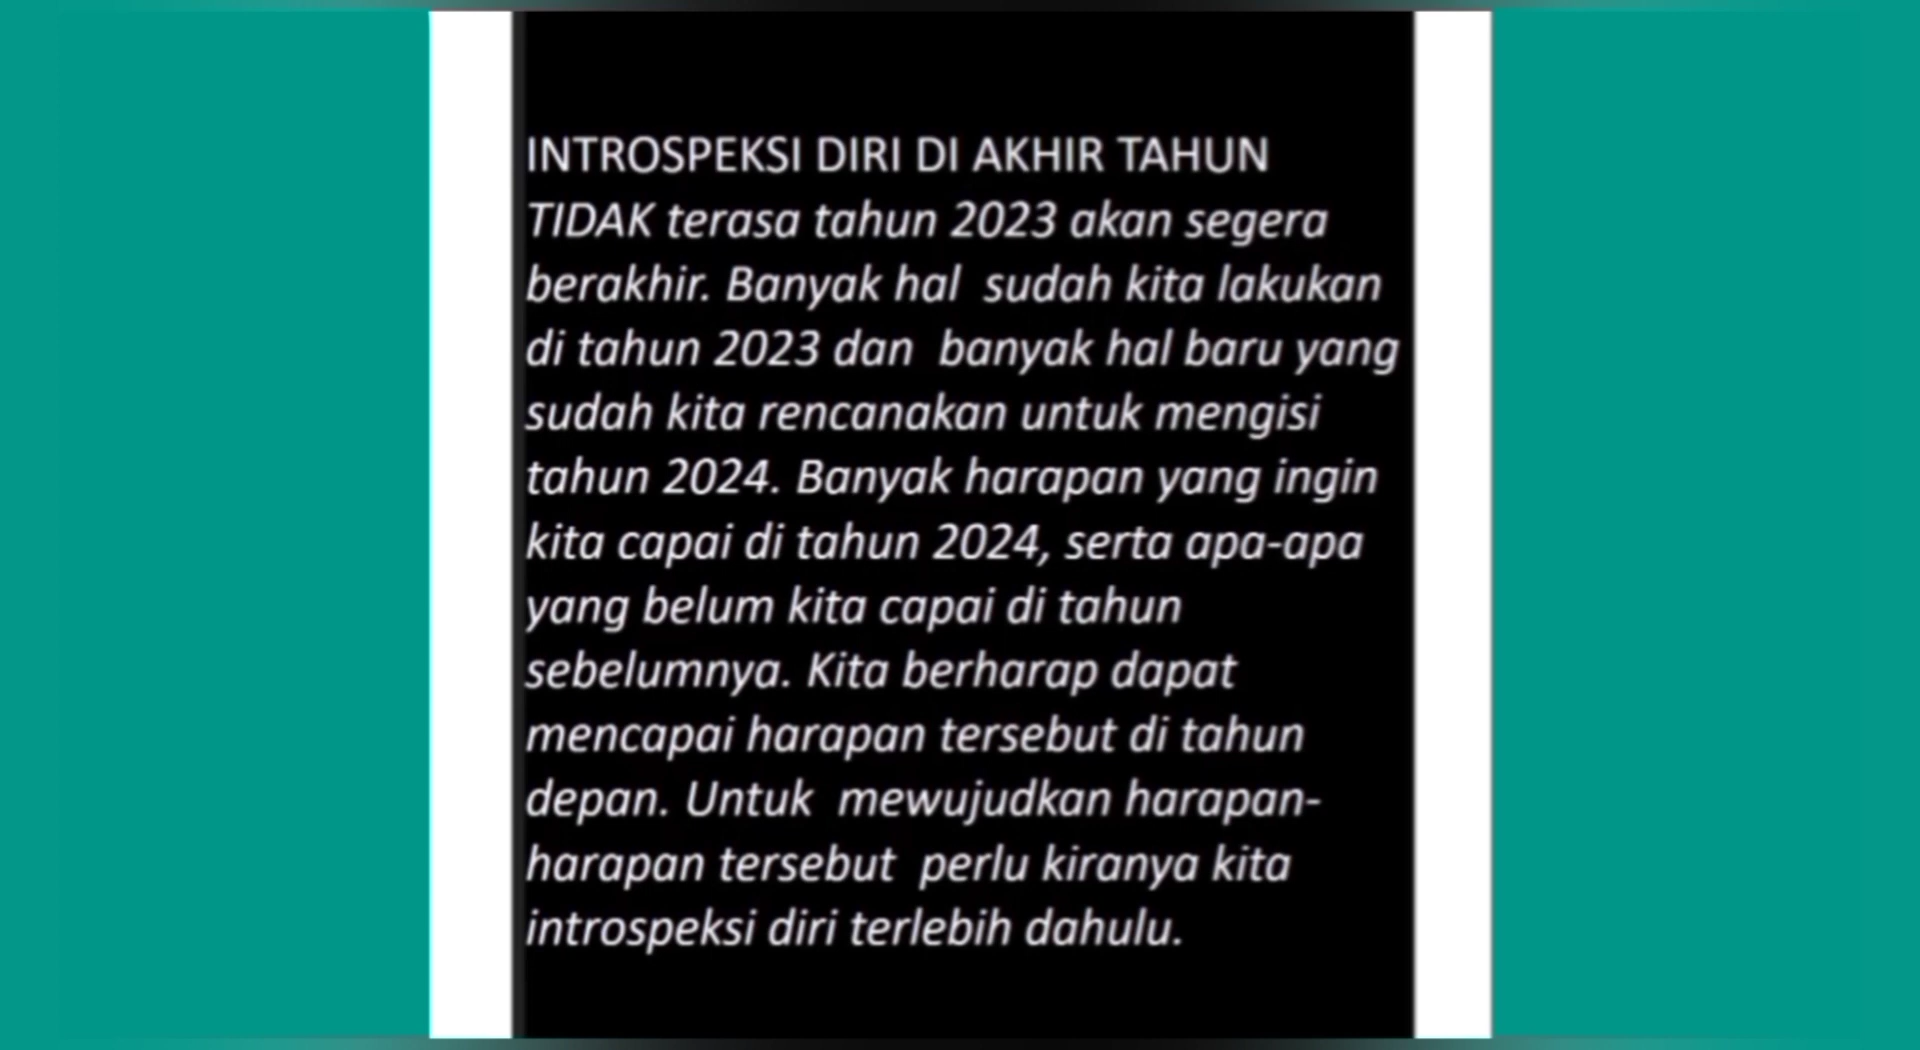 INTROSPEKSI DIRI DI AKHIR TAHUN
TIDAK terasa tahun 2023 akan segera
berakhir. Banyak hal  sudah kita lakukan
di tahun 2023 dan  banyak hal baru yang
sudah kita rencanakan untuk mengisi
tahun 2024. Banyak harapan yang ingin
kita capai di tahun 2024, serta apa-apa
yang belum kita capai di tahun
sebelumnya. Kita berharap dapat
mencapai harapan tersebut di tahun
depan. Untuk  mewujudkan harapan-
harapan tersebut  perlu kiranya kita
introspeksi diri terlebih dahulu.